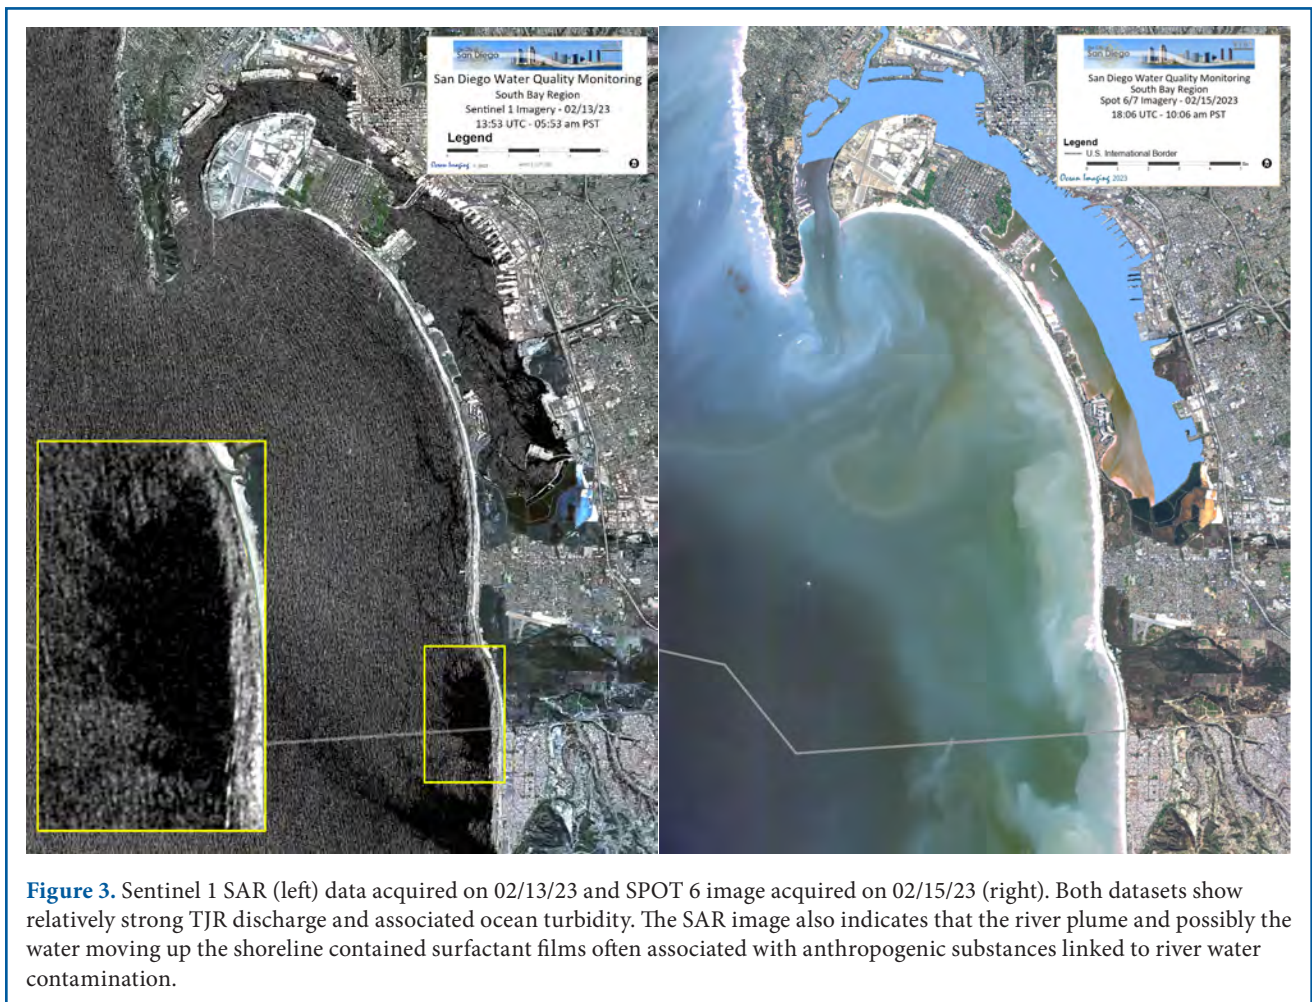 San Diego
San Diego Water Quality Monitoring
South Bay Region
Sentinel 1 Imagery - 02/13/23
13:53 UTC - 05:53 am PST
Legend
Ocean Imaging © 2023
San Diego
San Diego Water Quality Monitoring
South Bay Region
Spot 6/7 Imagery - 02/15/2023
18:06 UTC - 10:06 am PST
Legend
U.S. International Border
Ocean Imaging 2023
Figure 3. Sentinel 1 SAR (left) data acquired on 02/13/23 and SPOT 6 image acquired on 02/15/23 (right). Both datasets show
relatively strong TJR discharge and associated ocean turbidity. The SAR image also indicates that the river plume and possibly the
water moving up the shoreline contained surfactant films often associated with anthropogenic substances linked to river water
contamination.